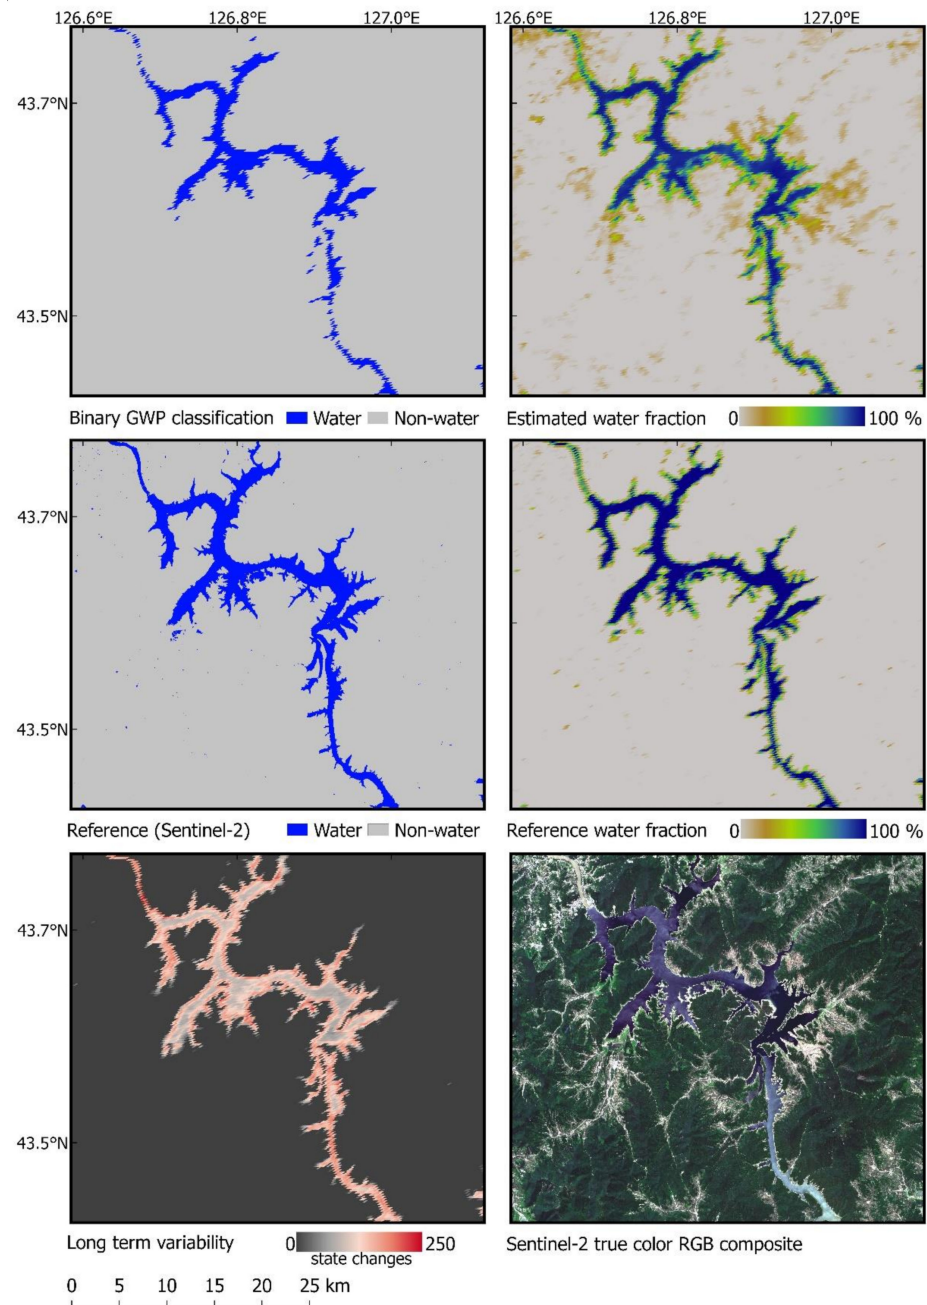 126.6°E 126.8°E 127.0°E 126.6°E 126.8°E 127.0°E
43.7°N
43.5°N
Binary GWP classification Water Non-water Estimated water fraction 0 100 %
43.7°N
43.5°N
Reference (Sentinel-2) Water Non-water Reference water fraction 0 100 %
43.7°N
43.5°N
Long term variability 0 250 Sentinel-2 true color RGB composite
state changes
0 5 10 15 20 25 km